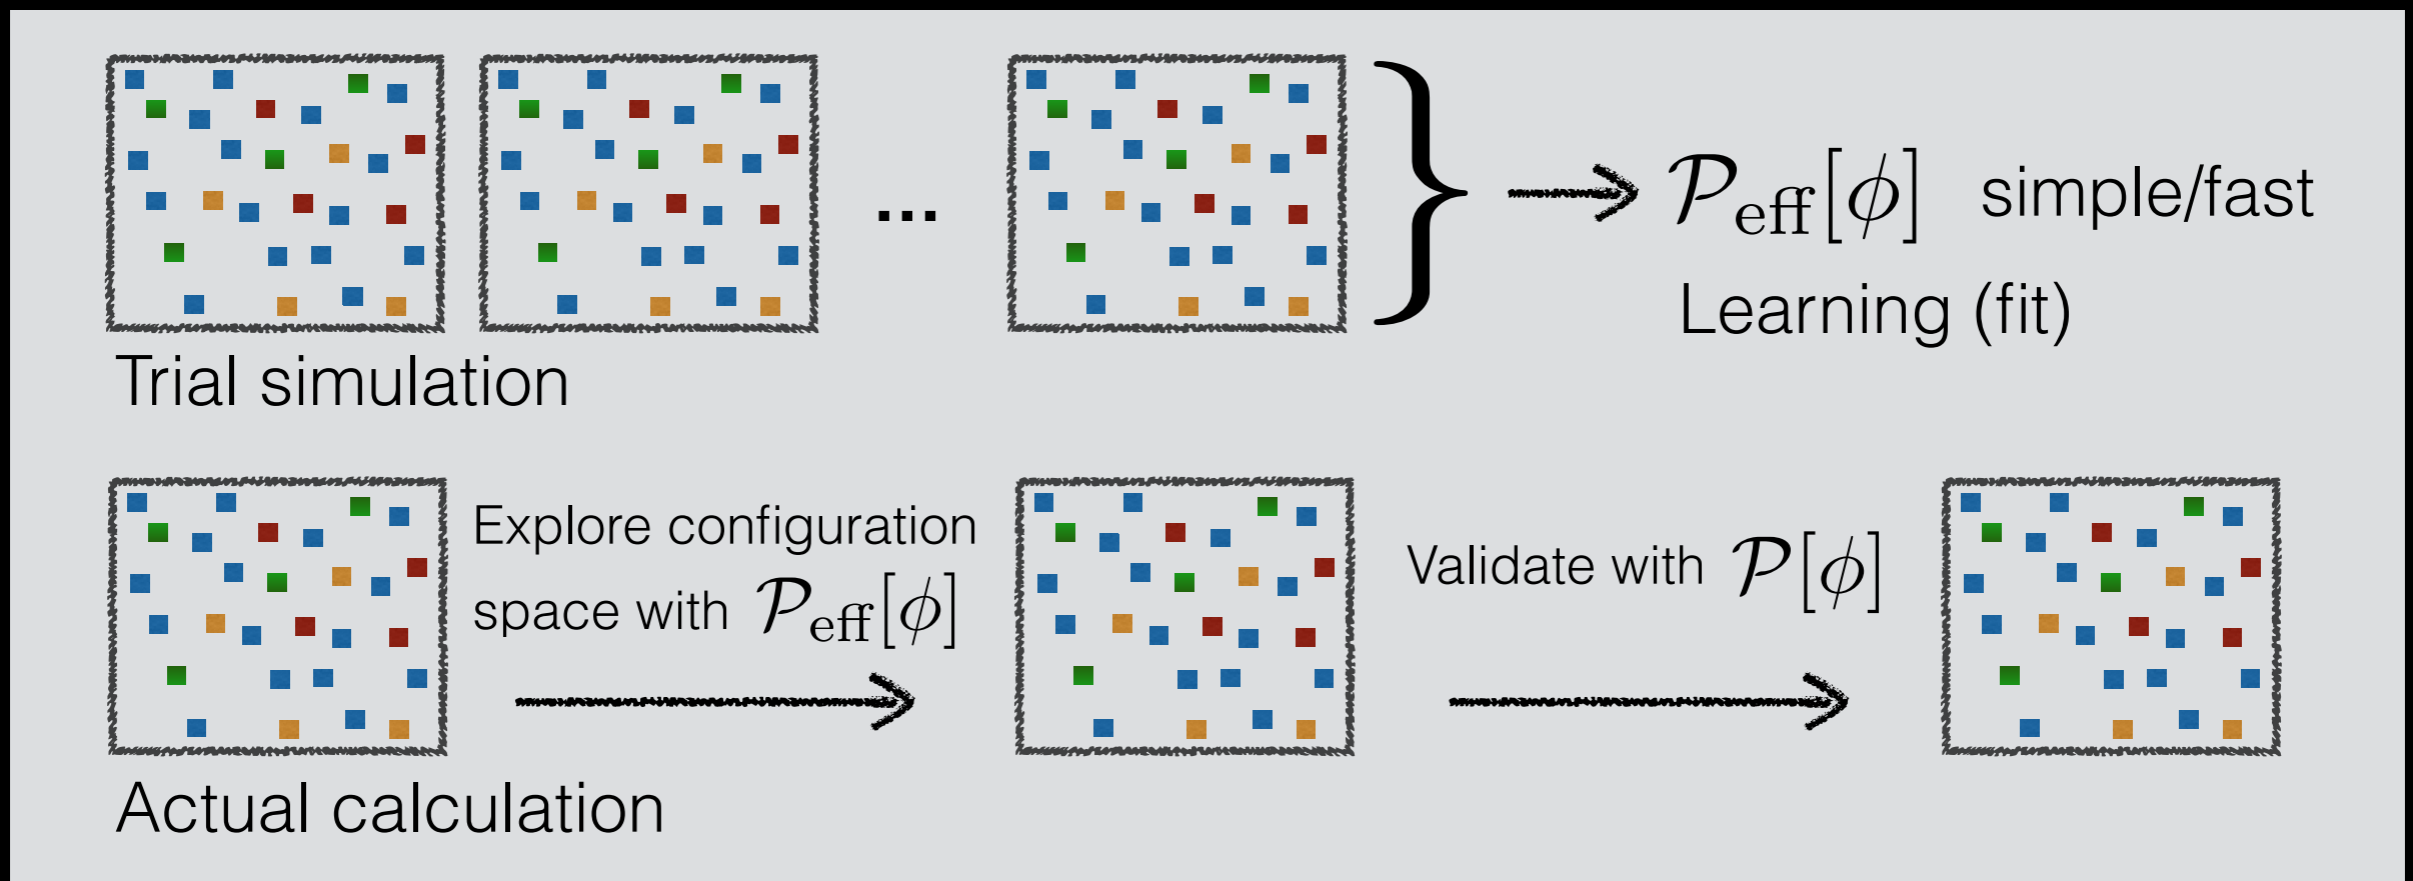 ... → 𝒫eff[ϕ] simple/fast
Learning (fit)
Trial simulation
Explore configuration
space with 𝒫eff[ϕ]
Validate with 𝒫[ϕ]
Actual calculation